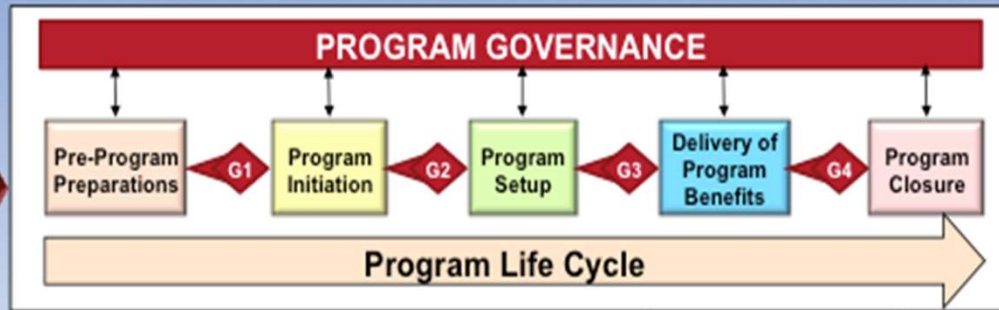 PROGRAM GOVERNANCE
Pre-Program
Preparations
G1
Program
Initiation
G2
Program
Setup
G3
Delivery of
Program
Benefits
G4
Program
Closure
Program Life Cycle